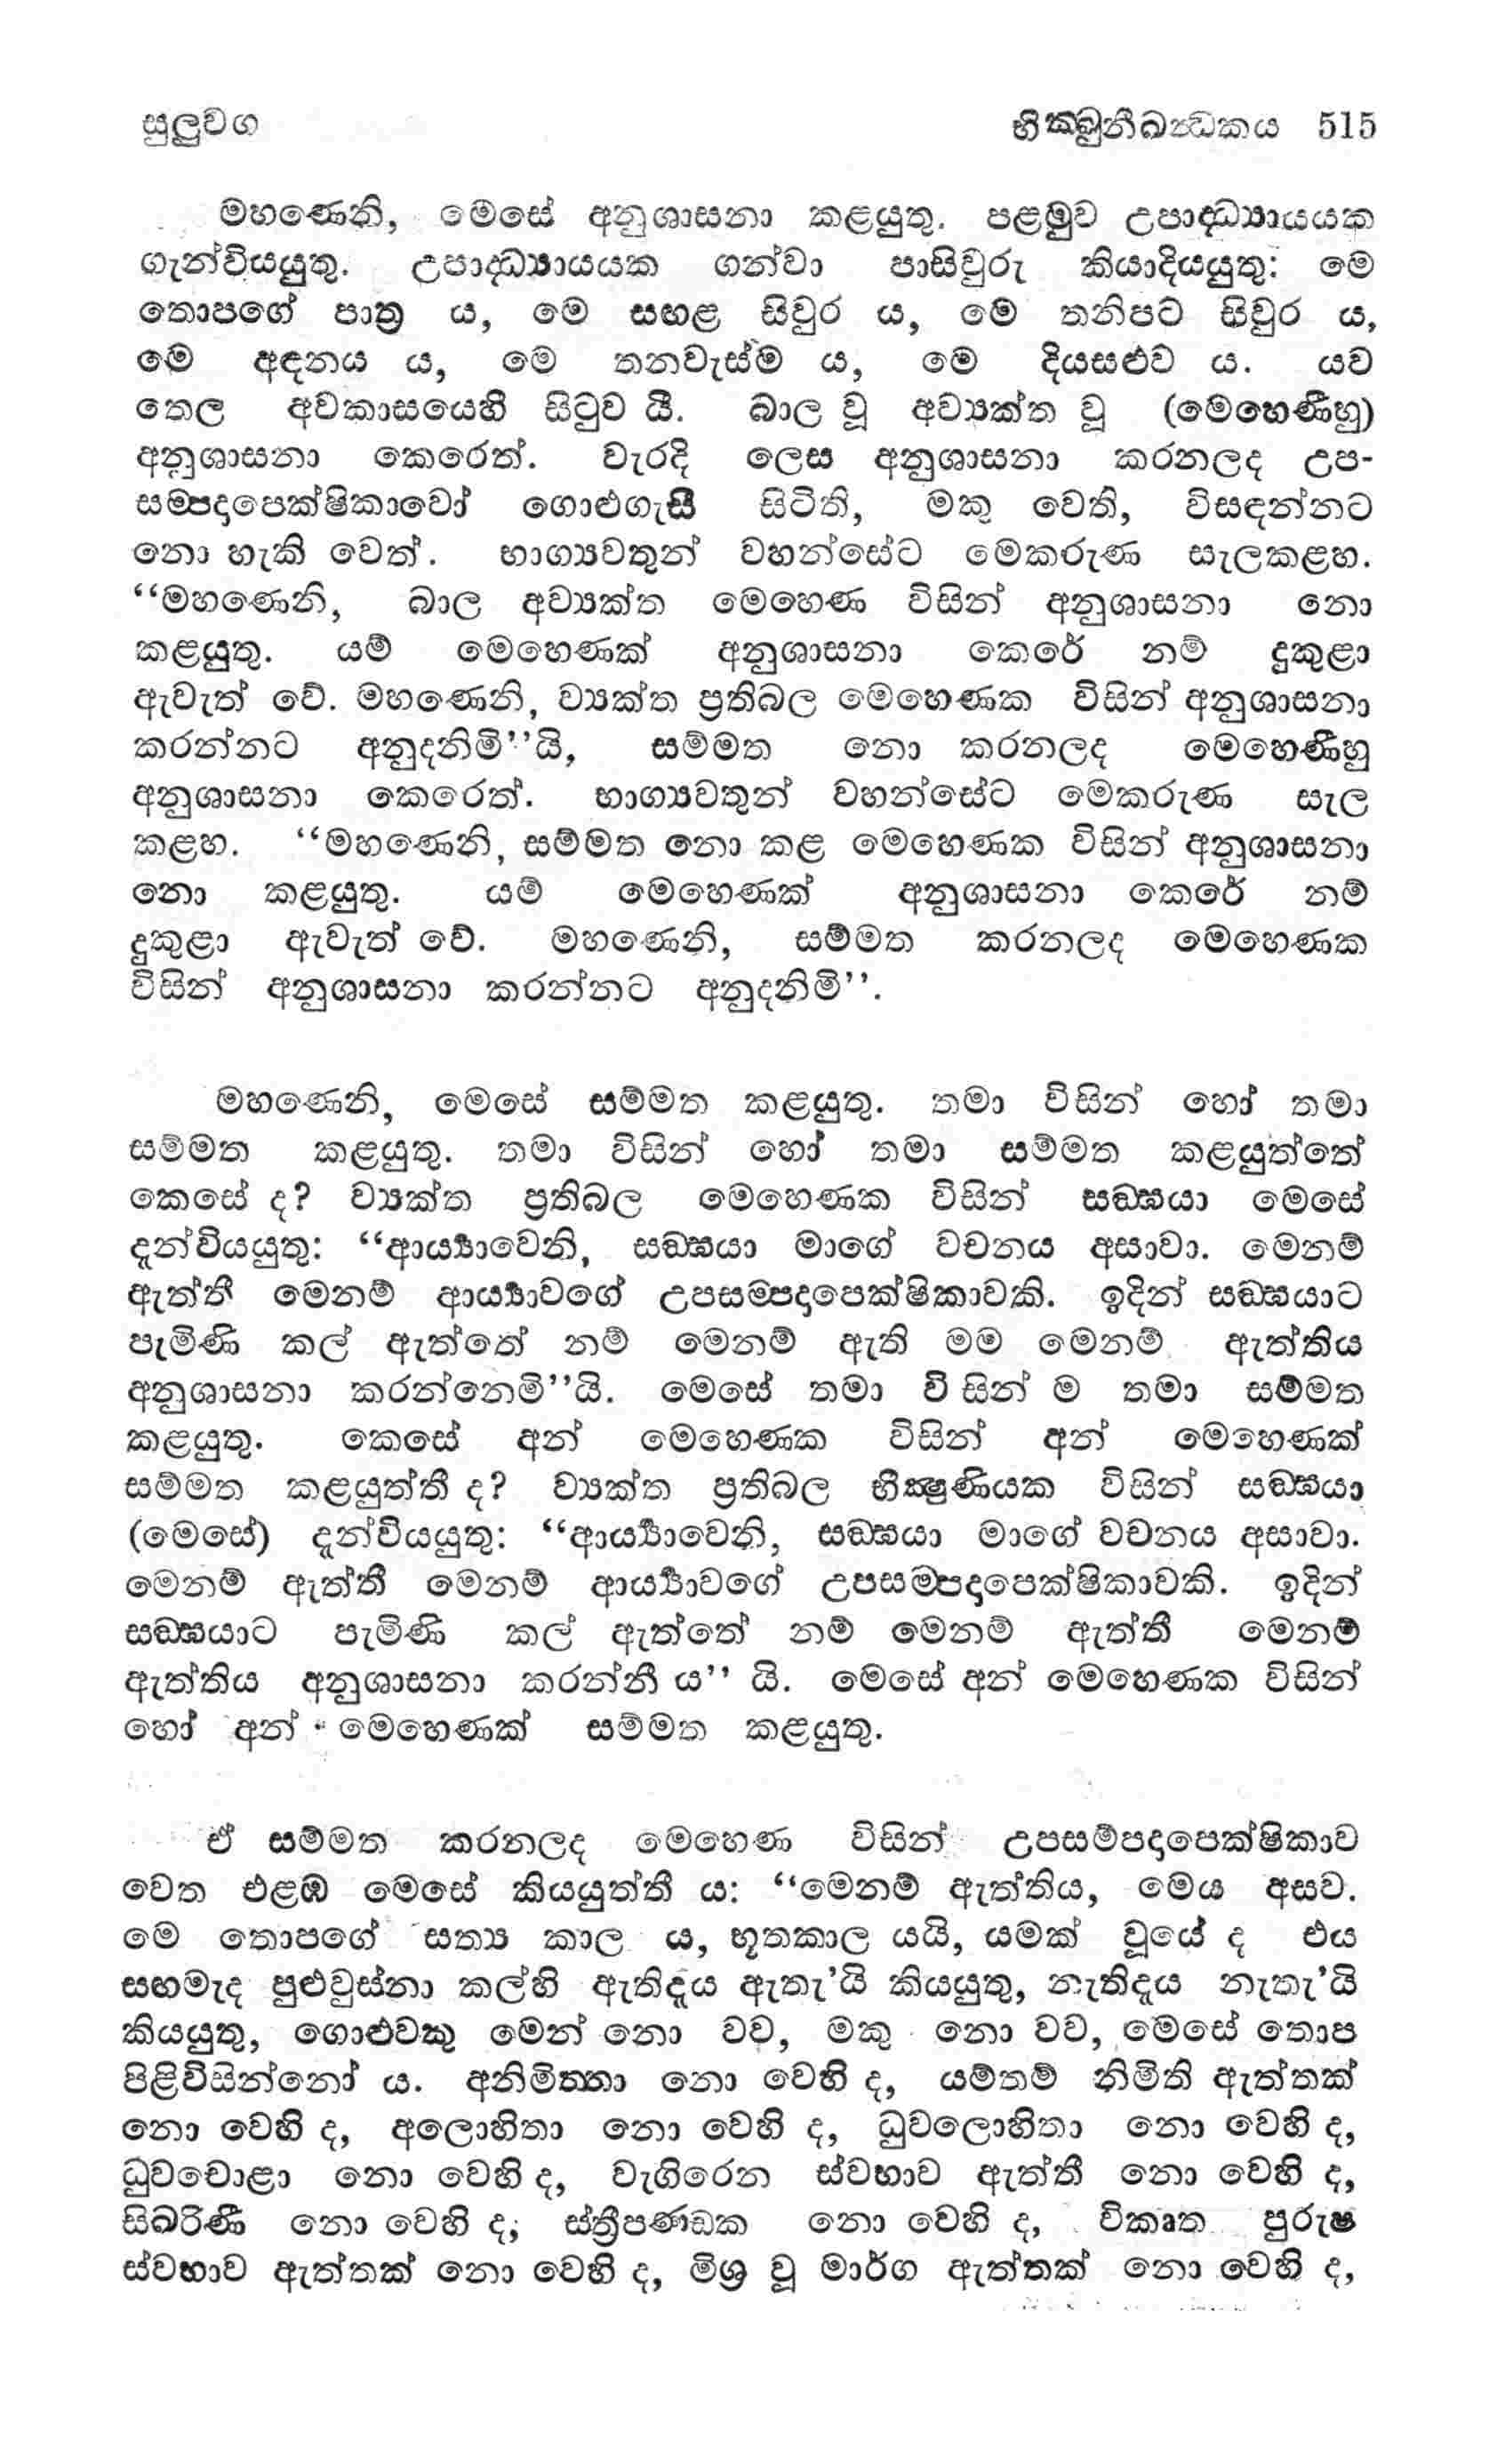 සුලුවග භික්ඛුනීඛන්ධකය 515
මහණෙනි, මෙසේ අනුශාසනා කළයුතු. පළමුව උපාද්ධ්‍යායයක
ගැන්වියයුතු. උපාද්ධ්‍යායයක ගන්වා පාසිවුරු කියාදියයුතු: මෙ
තොපගේ පාත්‍ර ය, මෙ සඟළ සිවුර ය, මේ තනිපට සිවුර ය,
මේ අඳනය ය, මේ තනවැස්ම ය, මේ දියසළුව ය. යව
තෙල අවකාසයෙහි සිටුව යි. බාල වූ අව්‍යක්ත වූ (මෙහෙණීහු)
අනුශාසනා කෙරෙත්. වැරදි ලෙස අනුශාසනා කරනලද උප-
සම්පදාපෙක්ෂිකාවෝ ගොළුගැසී සිටිති, මකු වෙති, විසඳන්නට
නො හැකි වෙත්. භාග්‍යවතුන් වහන්සේට මෙකරුණ සැලකළහ.
“මහණෙනි, බාල අව්‍යක්ත මෙහෙණ විසින් අනුශාසනා නො
කළයුතු. යම් මෙහෙණක් අනුශාසනා කෙරේ නම් දුකුළා
ඇවැත් වේ. මහණෙනි, ව්‍යක්ත ප්‍රතිබල මෙහෙණක විසින් අනුශාසනා
කරන්නට අනුදනිමි”යි, සම්මත නො කරනලද මෙහෙණීහු
අනුශාසනා කෙරෙත්. භාග්‍යවතුන් වහන්සේට මෙකරුණ සැල
කළහ. “මහණෙනි, සම්මත නො කළ මෙහෙණක විසින් අනුශාසනා
නො කළයුතු. යම් මෙහෙණක් අනුශාසනා කෙරේ නම්
දුකුළා ඇවැත් වේ. මහණෙනි, සම්මත කරනලද මෙහෙණක
විසින් අනුශාසනා කරන්නට අනුදනිමි”.
මහණෙනි, මෙසේ සම්මත කළයුතු. තමා විසින් හෝ තමා
සම්මත කළයුතු. තමා විසින් හෝ තමා සම්මත කළයුත්තේ
කෙසේ ද? ව්‍යක්ත ප්‍රතිබල මෙහෙණක විසින් සඞ්ඝයා මෙසේ
දැන්වියයුතු: “ආර්‍ය්‍යාවෙනි, සඞ්ඝයා මාගේ වචනය අසාවා. මෙනම්
ඇත්තී මෙනම් ආර්‍ය්‍යාවගේ උපසම්පදාපෙක්ෂිකාවකි. ඉදින් සඞ්ඝයාට
පැමිණි කල් ඇත්තේ නම් මෙනම් ඇති මම මෙනම් ඇත්තිය
අනුශාසනා කරන්නෙමි”යි. මෙසේ තමා වි සින් ම තමා සම්මත
කළයුතු. කෙසේ අන් මෙහෙණක විසින් අන් මෙහෙණක්
සම්මත කළයුත්තී ද? ව්‍යක්ත ප්‍රතිබල භික්‍ෂුණියක විසින් සඞ්ඝයා
(මෙසේ) දැන්වියයුතු: “ආර්‍ය්‍යාවෙනි, සඞ්ඝයා මාගේ වචනය අසාවා.
මෙනම් ඇත්තී මෙනම් ආර්‍ය්‍යාවගේ උපසම්පදාපෙක්ෂිකාවකි. ඉදින්
සඞ්ඝයාට පැමිණි කල් ඇත්තේ නම් මෙනම් ඇත්තී මෙනම්
ඇත්තිය අනුශාසනා කරන්නී ය” යි. මෙසේ අන් මෙහෙණක විසින්
හෝ අන් මෙහෙණක් සම්මත කළයුතු.
ඒ සම්මත කරනලද මෙහෙණ විසින් උපසම්පදාපෙක්ෂිකාව
වෙත එළඹ මෙසේ කියයුත්තී ය: “මෙනම් ඇත්තිය, මෙය අසව.
මෙ තොපගේ සත්‍ය කාල ය, භූතකාල යයි, යමක් වූයේ ද එය
සඟමැද පුළුවුස්නා කල්හි ඇතිදැය ඇතැ’යි කියයුතු, නැතිදැය නැතැ’යි
කියයුතු, ගොළුවකු මෙන් නො වව, මකු නො වව, මෙසේ තොප
පිළිවිසින්නෝ ය. අනිමිත්තා නො වෙහි ද, යම්තම් නිමිති ඇත්තක්
නො වෙහි ද, අලොහිතා නො වෙහි ද, ධුවලොහිතා නො වෙහි ද,
ධුවචොළා නො වෙහි ද, වැගිරෙන ස්වභාව ඇත්තී නො වෙහි ද,
සිඛරිණී නො වෙහි ද, ස්ත්‍රීපණ්ඩක නො වෙහි ද, විකෘත පුරුෂ
ස්වභාව ඇත්තක් නො වෙහි ද, මිශ්‍ර වූ මාර්ග ඇත්තක් නො වෙහි ද,